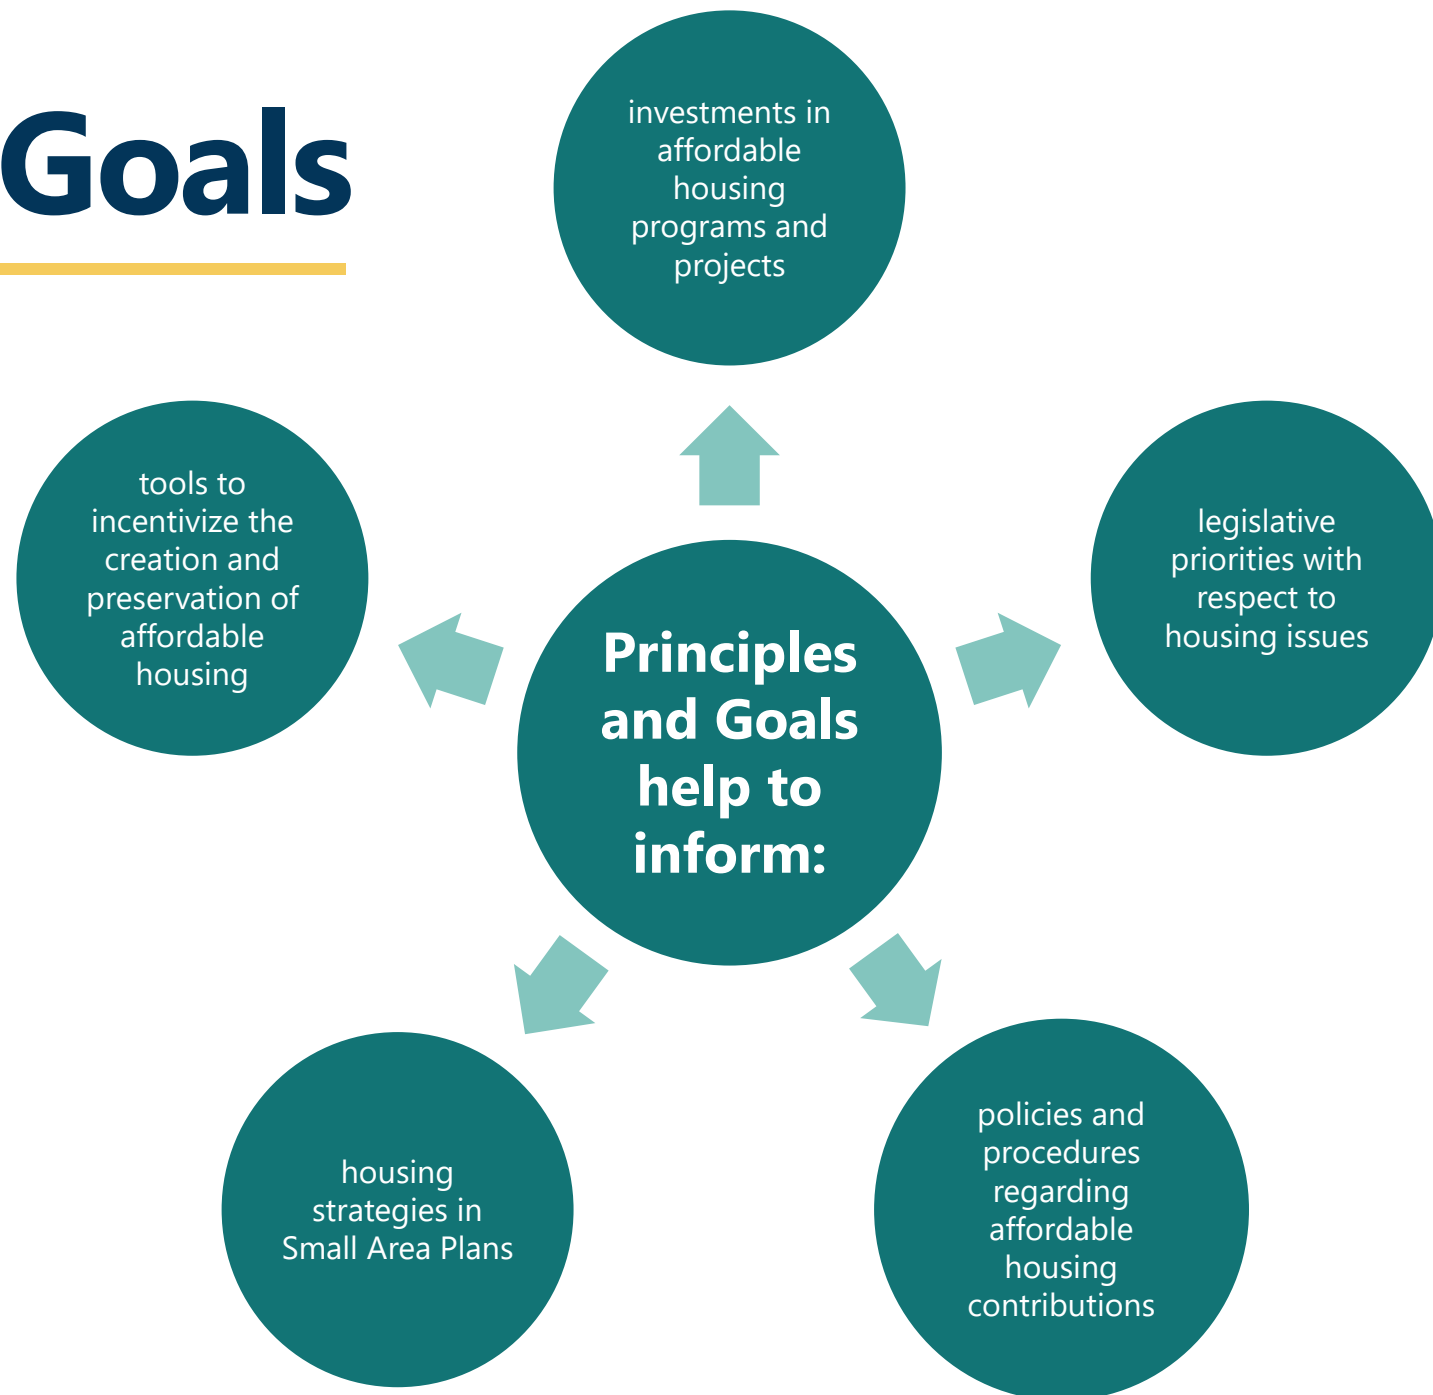 Goals
investments in
affordable
housing
programs and
projects
legislative
priorities with
respect to
housing issues
policies and
procedures
regarding
affordable
housing
contributions
housing
strategies in
Small Area Plans
tools to
incentivize the
creation and
preservation of
affordable
housing
Principles
and Goals
help to
inform: